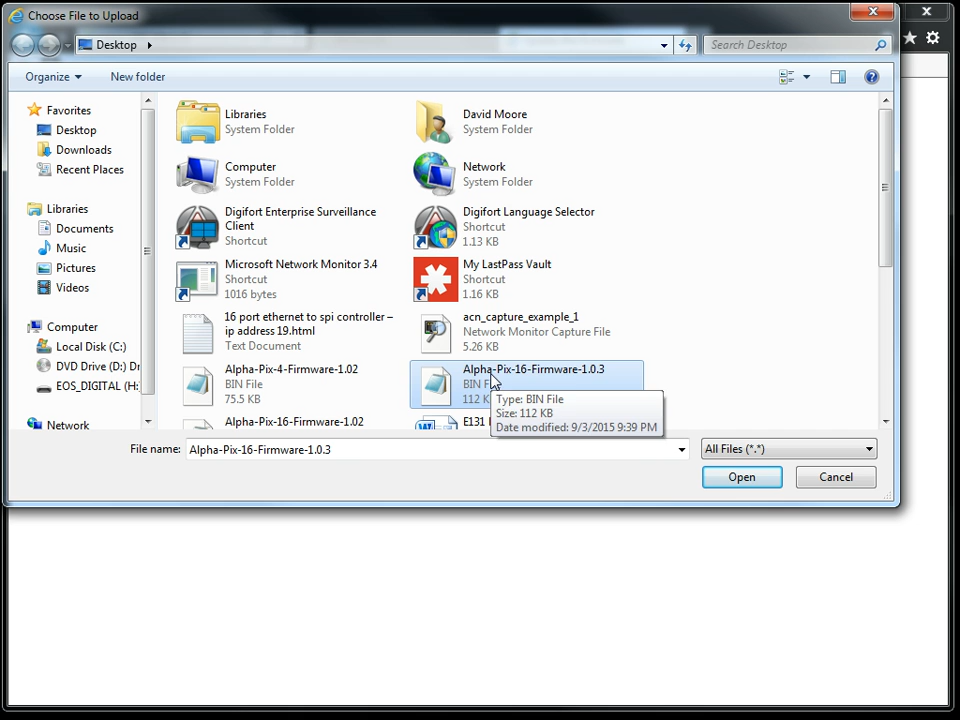 Choose File to Upload
Desktop
Search Desktop
Organize
New folder
Favorites
Desktop
Downloads
Recent Places
Libraries
Documents
Music
Pictures
Videos
Computer
Local Disk (C:)
DVD Drive (D:) D
EOS_DIGITAL (H:
Network
Libraries
System Folder
David Moore
System Folder
Computer
System Folder
Network
System Folder
Digifort Enterprise Surveillance
Client
Shortcut
Digifort Language Selector
Shortcut
1.13 KB
Microsoft Network Monitor 3.4
Shortcut
1016 bytes
My LastPass Vault
Shortcut
1.16 KB
16 port ethernet to spi controller –
ip address 19.html
Text Document
acn_capture_example_1
Network Monitor Capture File
5.26 KB
Alpha-Pix-4-Firmware-1.02
BIN File
75.5 KB
Alpha-Pix-16-Firmware-1.0.3
BIN F
112 K
Alpha-Pix-16-Firmware-1.02
E131
Type: BIN File
Size: 112 KB
Date modified: 9/3/2015 9:39 PM
File name:
Alpha-Pix-16-Firmware-1.0.3
All Files (*.*)
Open
Cancel